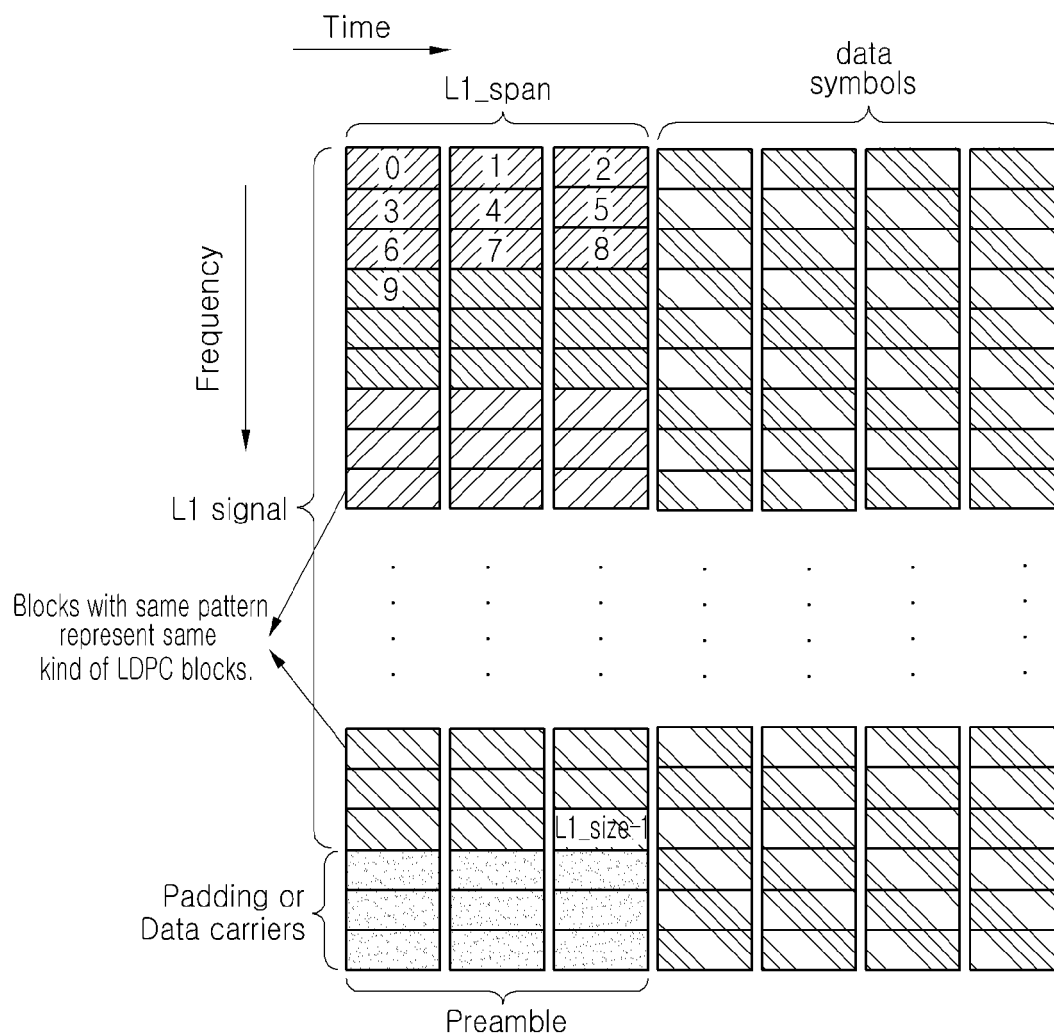 Time
data
symbols
L1_span
0 1 2
3 4 5
6 7 8
9
Frequency
L1 signal
Blocks with same pattern
represent same
kind of LDPC blocks.
L1_size-1
Padding or
Data carriers
Preamble